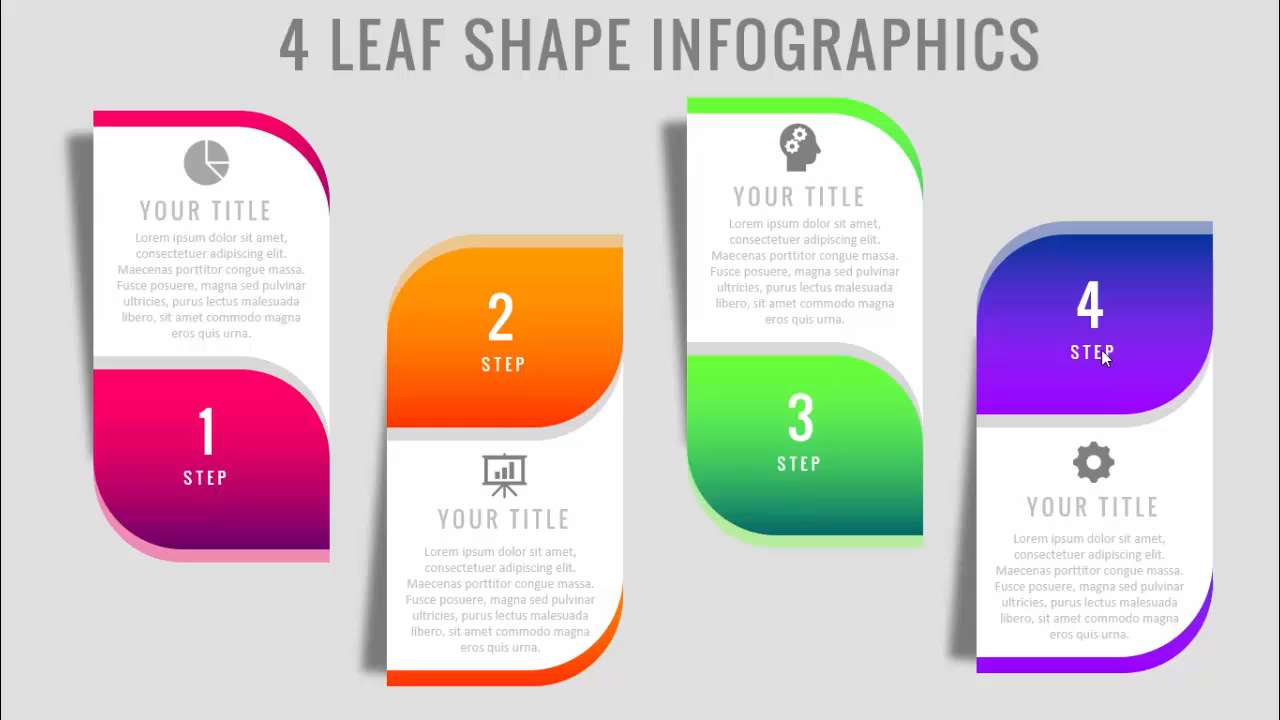 4 LEAF SHAPE INFOGRAPHICS
YOUR TITLE
Lorem ipsum dolor sit amet,
consectetuer adipiscing elit.
Maecenas porttitor congue massa.
Fusce posuere, magna sed pulvinar
ultricies, purus lectus malesuada
libero, sit amet commodo magna
eros quis urna.
1
STEP
2
STEP
YOUR TITLE
Lorem ipsum dolor sit amet,
consectetuer adipiscing elit.
Maecenas porttitor congue massa.
Fusce posuere, magna sed pulvinar
ultricies, purus lectus malesuada
libero, sit amet commodo magna
eros quis urna.
YOUR TITLE
Lorem ipsum dolor sit amet,
consectetuer adipiscing elit.
Maecenas porttitor congue massa.
Fusce posuere, magna sed pulvinar
ultricies, purus lectus malesuada
libero, sit amet commodo magna
eros quis urna.
3
STEP
4
STEP
YOUR TITLE
Lorem ipsum dolor sit amet,
consectetuer adipiscing elit.
Maecenas porttitor congue massa.
Fusce posuere, magna sed pulvinar
ultricies, purus lectus malesuada
libero, sit amet commodo magna
eros quis urna.